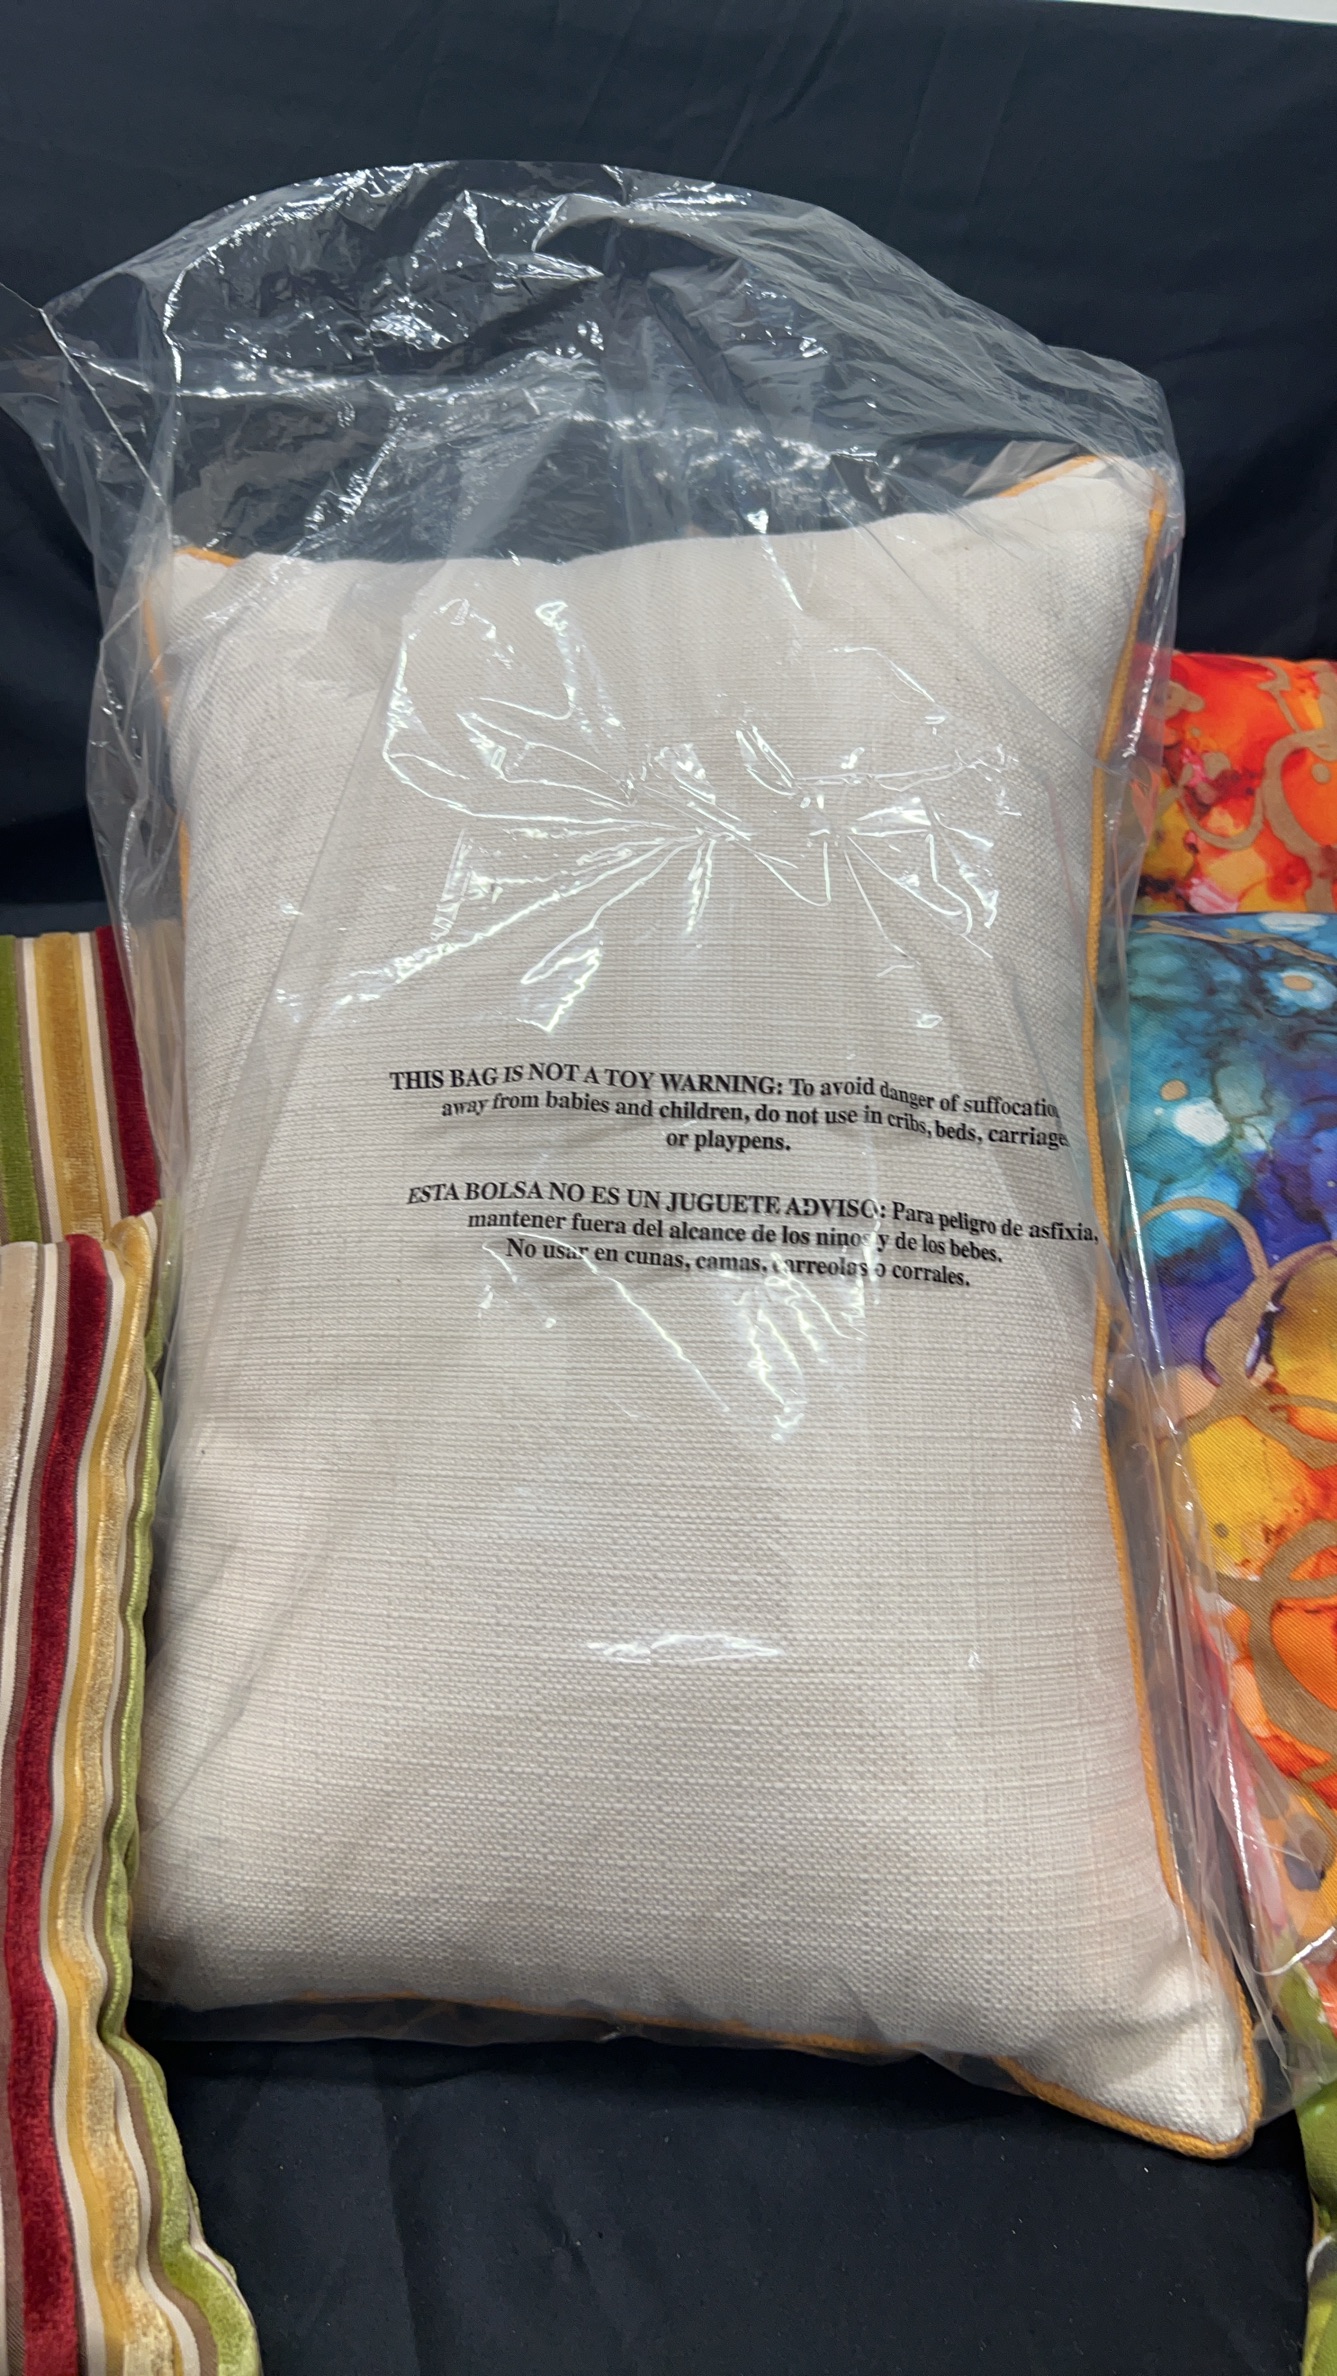 THIS BAG IS NOT A TOY WARNING: To avoid danger of suffocatio
away from babies and children, do not use in cribs, beds, carriage
or playpens.
ESTA BOLSA NO ES UN JUGUETE ADVISO: Para peligro de asfixia,
mantener fuera del alcance de los ninos y de los bebes.
No usar en cunas, camas, carreolas o corrales.